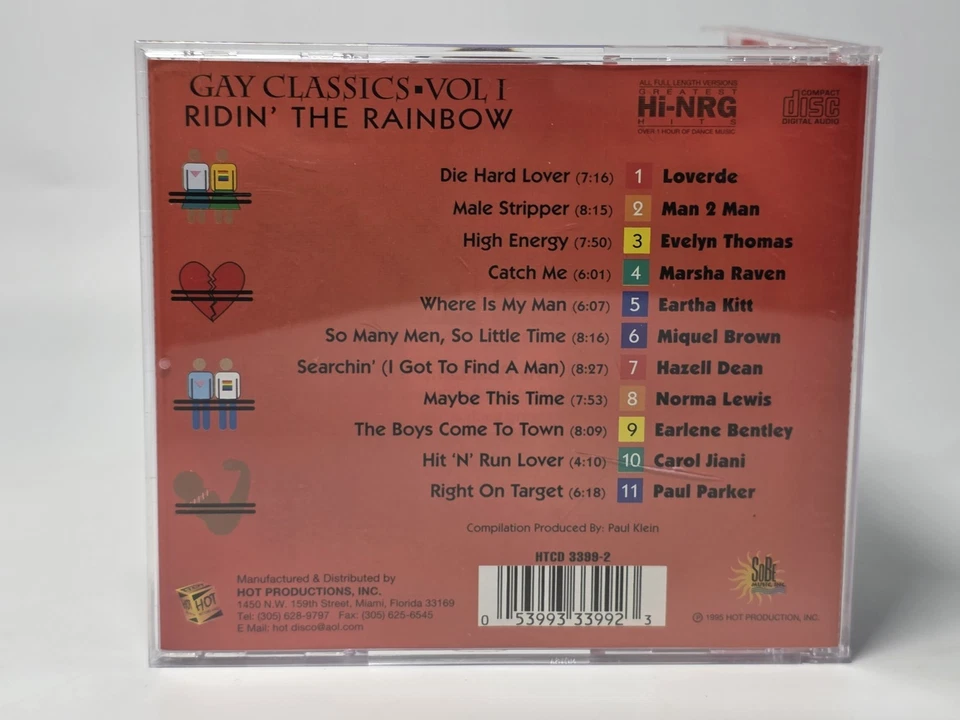 GAY CLASSICS▪VOL I
RIDIN' THE RAINBOW
ALL FULL LENGTH VERSIONS
GREATEST
Hi-NRG
HITS
OVER 1 HOUR OF DANCE MUSIC
COMPACT
disc
DIGITAL AUDIO
Die Hard Lover (7:16) 1 Loverde
Male Stripper (8:15) 2 Man 2 Man
High Energy (7:50) 3 Evelyn Thomas
Catch Me (6:01) 4 Marsha Raven
Where Is My Man (6:07) 5 Eartha Kitt
So Many Men, So Little Time (8:16) 6 Miquel Brown
Searchin' (I Got To Find A Man) (8:27) 7 Hazell Dean
Maybe This Time (7:53) 8 Norma Lewis
The Boys Come To Town (8:09) 9 Earlene Bentley
Hit 'N' Run Lover (4:10) 10 Carol Jiani
Right On Target (6:18) 11 Paul Parker
Compilation Produced By: Paul Klein
HOT
HOT
Manufactured & Distributed by
HOT PRODUCTIONS, INC.
1450 N.W. 159th Street, Miami, Florida 33169
Tel: (305) 628-9797 Fax: (305) 625-6545
E Mail: hot disco@aol.com
HTCD 3399-2
0 53993 33992 3
SoBe
℗ 1995 HOT PRODUCTION, INC.